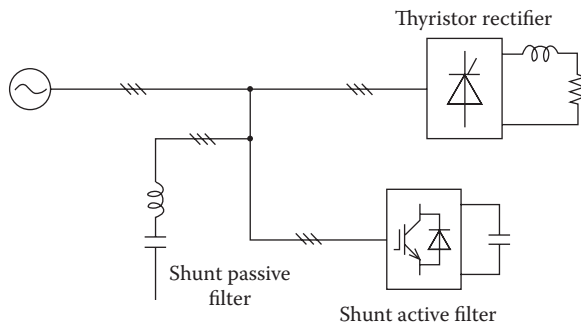 Thyristor rectifier
Shunt passive
filter
Shunt active filter